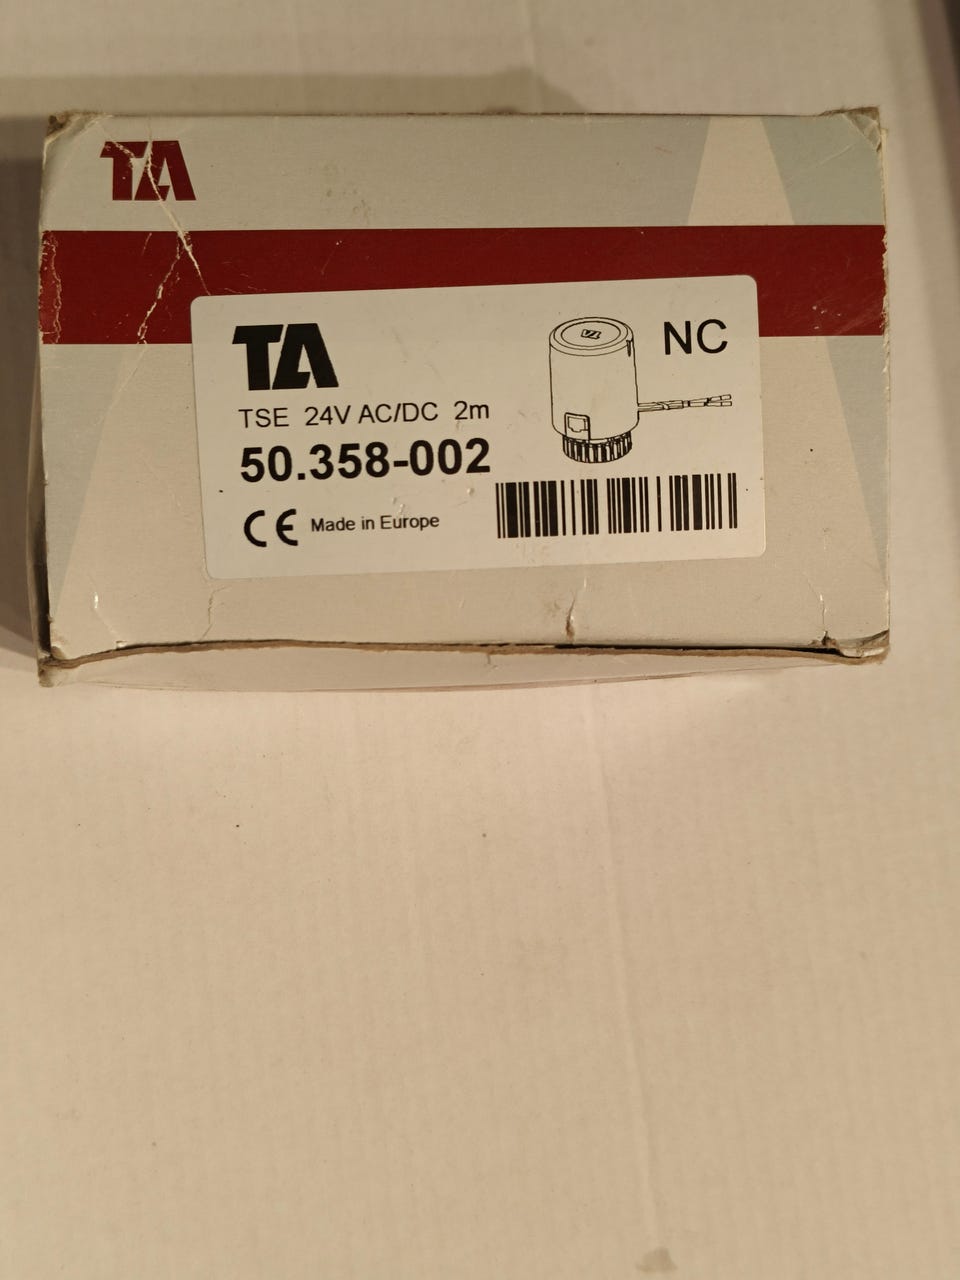 TA
TA
NC
TSE 24V AC/DC 2m
50.358-002
CE Made in Europe